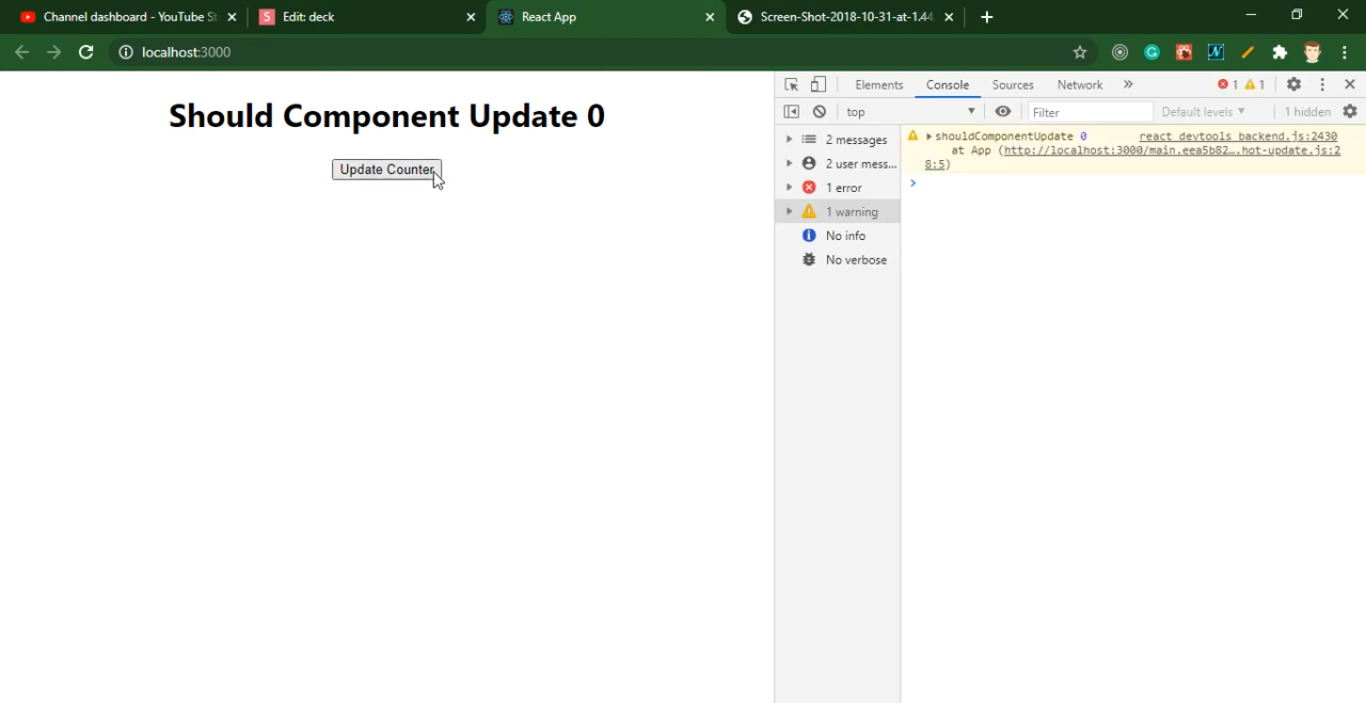 Channel dashboard - YouTube St
Edit: deck
React App
Screen-Shot-2018-10-31-at-1.44.
localhost:3000
Elements
Console
Sources
Network
1
1
top
Filter
Default levels
1 hidden
2 messages
2 user mess...
1 error
1 warning
No info
No verbose
shouldComponentUpdate 0 react_devtools_backend.js:2430
at App (http://localhost:3000/main.eea5b82….hot-update.js:2
8:5)
Should Component Update 0
Update Counter